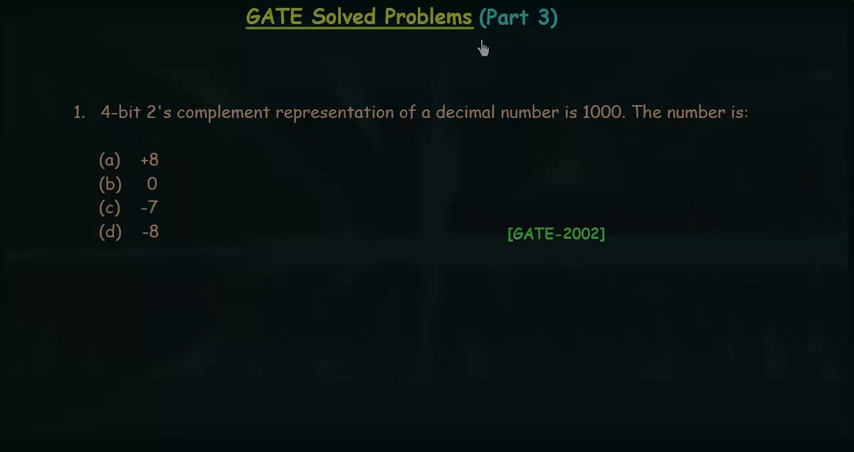 GATE Solved Problems (Part 3)
1. 4-bit 2's complement representation of a decimal number is 1000. The number is:
(a) +8
(b) 0
(c) -7
(d) -8 [GATE-2002]